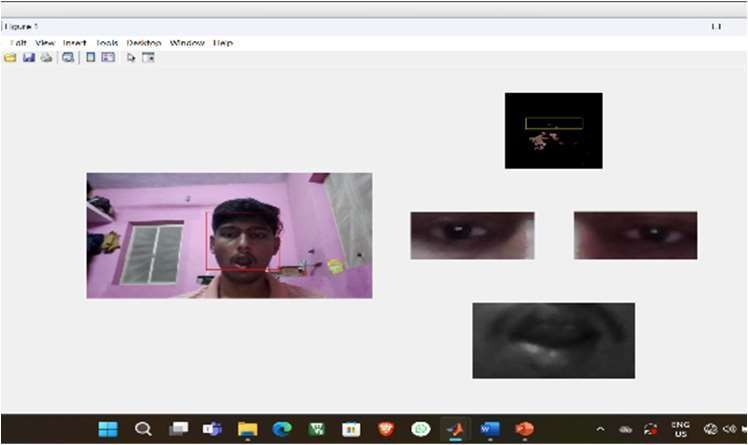 Figure 1
Edit View Insert Tools Desktop Window Help
ENG
US